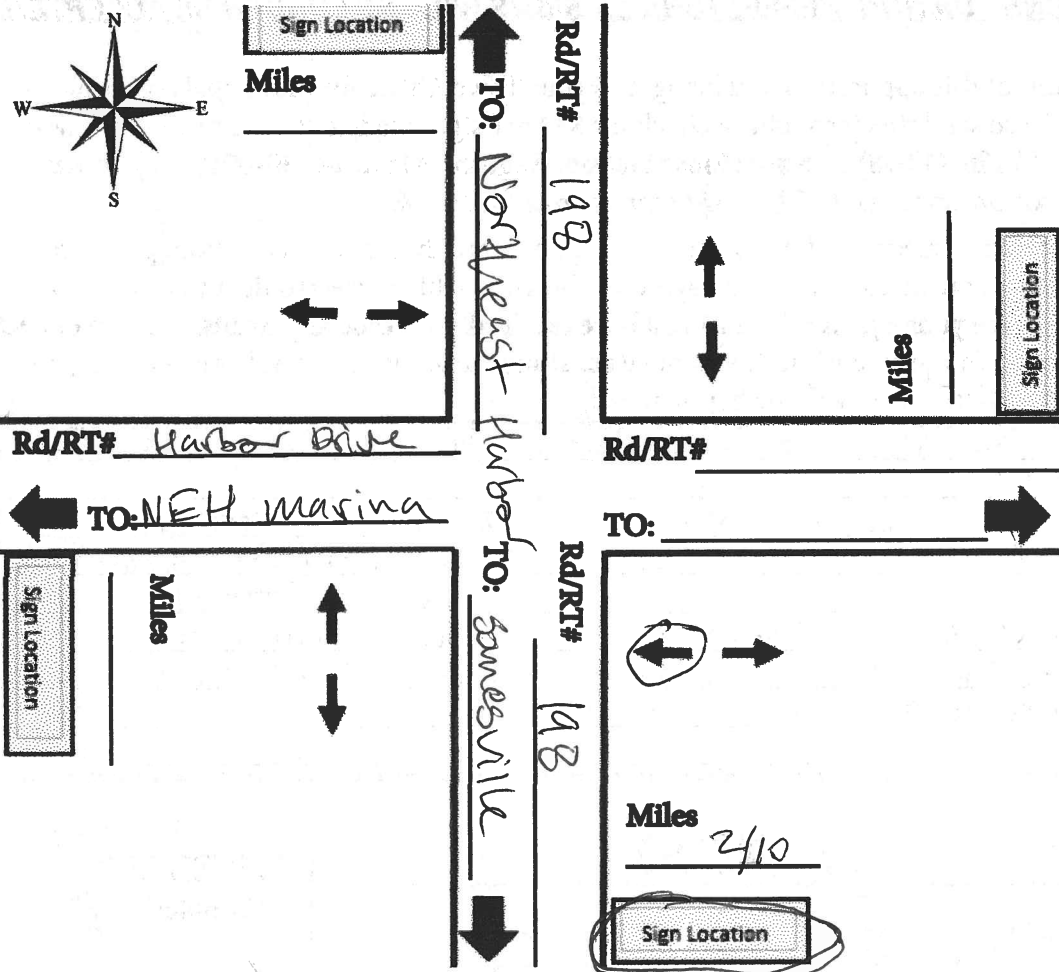 N
W E
S
Sign Location
Miles
TO: Northeast Harbor
Rd/RT# 198
Miles
Sign Location
Rd/RT# Harbor Drive
TO: NEH marina
Rd/RT#
TO:
Sign Location
Miles
TO: Somesville
Rd/RT# 198
Miles 2/10
Sign Location